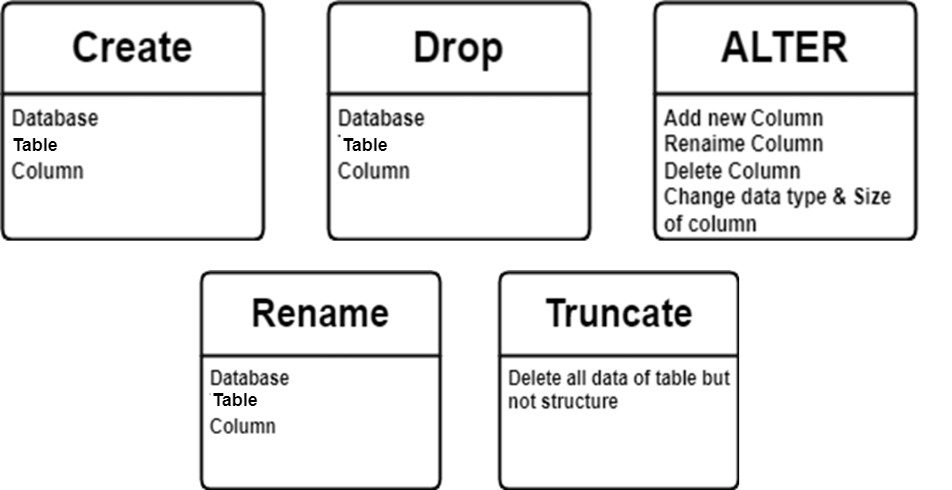 Create
Database
Table
Column
Drop
Database
Table
Column
ALTER
Add new Column
Renaime Column
Delete Column
Change data type & Size
of column
Rename
Database
Table
Column
Truncate
Delete all data of table but
not structure